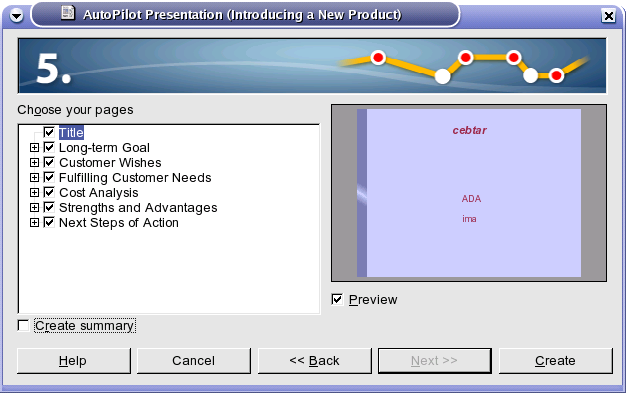 AutoPilot Presentation (Introducing a New Product)
5.
Choose your pages
Title
Long-term Goal
Customer Wishes
Fulfilling Customer Needs
Cost Analysis
Strengths and Advantages
Next Steps of Action
Create summary
cebtar
ADA
ima
Preview
Help
Cancel
<< Back
Next >>
Create